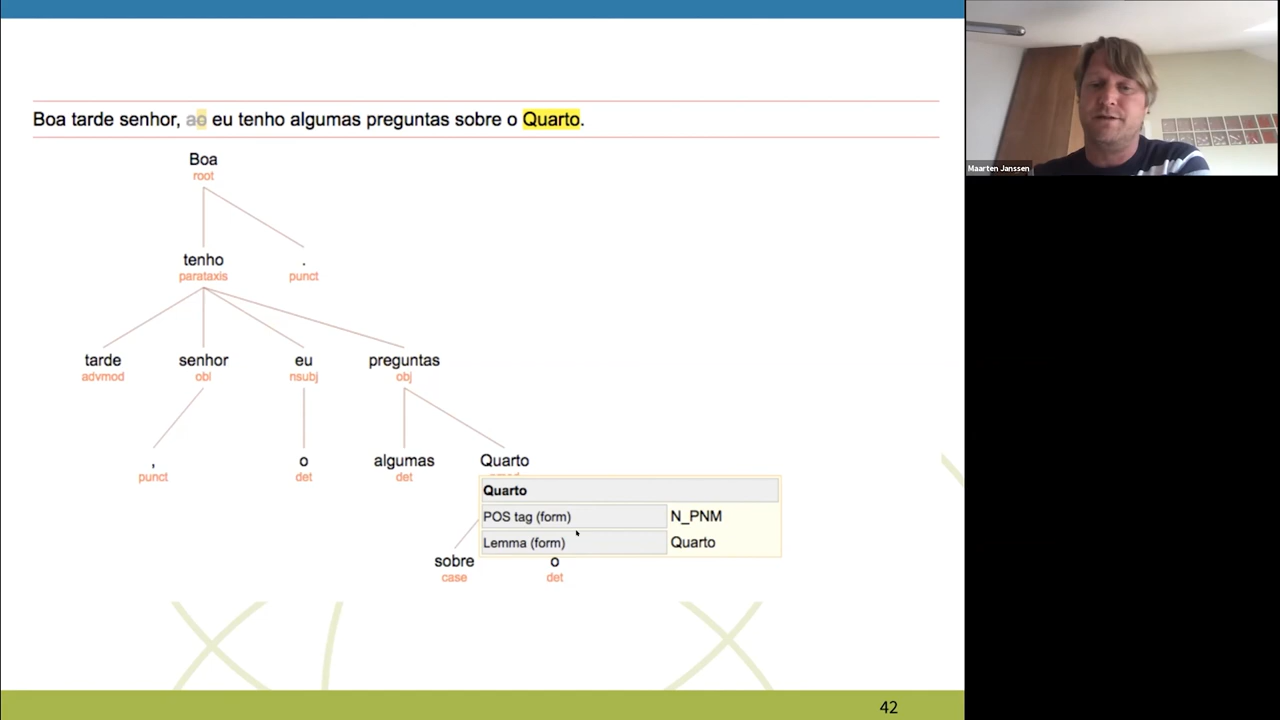 Boa tarde senhor, ao eu tenho algumas preguntas sobre o Quarto.
Boa
root
tenho .
parataxis punct
tarde senhor eu preguntas
advmod obl nsubj obj
, o algumas Quarto
punct det det
Quarto
POS tag (form) N_PNM
Lemma (form) Quarto
sobre o
case det
42
Maarten Janssen